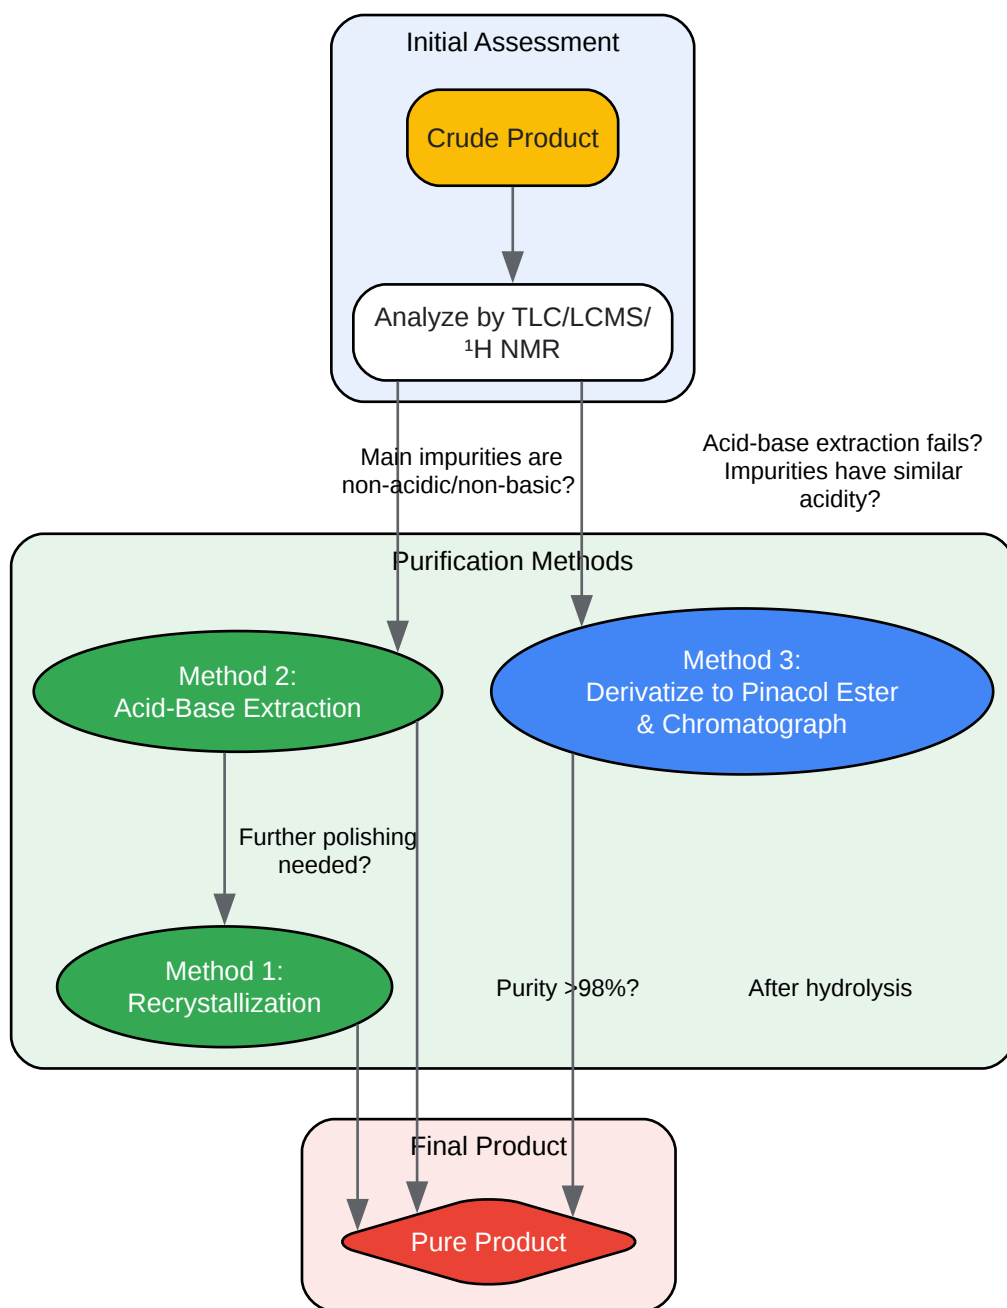 Initial Assessment
Crude Product
Analyze by TLC/LCMS/
¹H NMR
Main impurities are
non-acidic/non-basic?
Acid-base extraction fails?
Impurities have similar
acidity?
Purification Methods
Method 2:
Acid-Base Extraction
Method 3:
Derivatize to Pinacol Ester
& Chromatograph
Further polishing
needed?
Method 1:
Recrystallization
Purity >98%?
After hydrolysis
Final Product
Pure Product